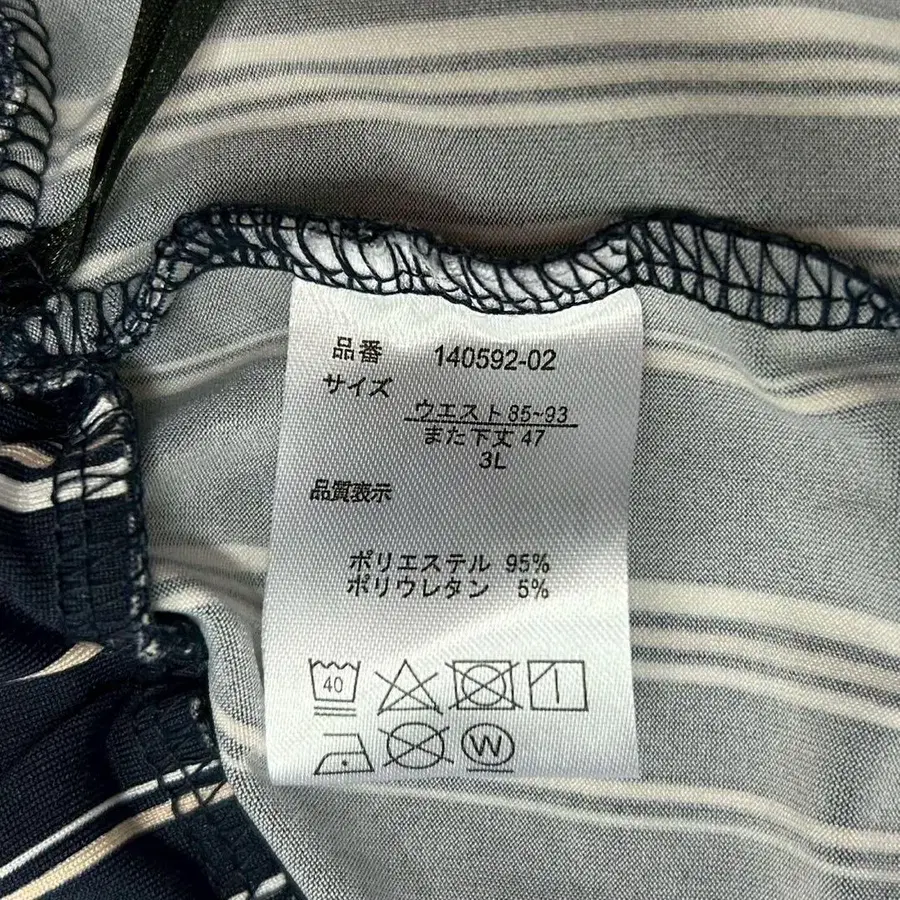 品番 140592-02
サイズ
ウエスト85~93
また下丈47
3L
品質表示
ポリエステル 95%
ポリウレタン 5%
40
W